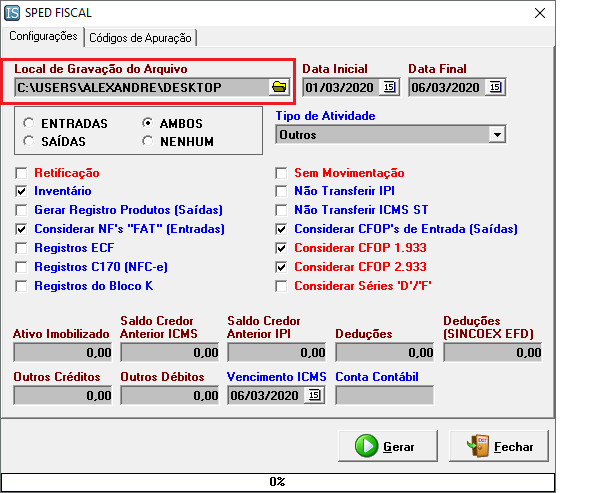 IS SPED FISCAL
Configurações Códigos de Apuração
Local de Gravação do Arquivo Data Inicial Data Final
C:\USERS\ALEXANDRE\DESKTOP 01/03/2020 15 06/03/2020 15
ENTRADAS AMBOS Tipo de Atividade
SAÍDAS NENHUM Outros
Retificação Sem Movimentação
Inventário Não Transferir IPI
Gerar Registro Produtos (Saídas) Não Transferir ICMS ST
Considerar NF's "FAT" (Entradas) Considerar CFOP's de Entrada (Saídas)
Registros ECF Considerar CFOP 1.933
Registros C170 (NFC-e) Considerar CFOP 2.933
Registros do Bloco K Considerar Séries 'D'/'F'
Ativo Imobilizado Saldo Credor Anterior ICMS Saldo Credor Anterior IPI Deduções Deduções (SINCOEX EFD)
0,00 0,00 0,00 0,00 0,00
Outros Créditos Outros Débitos Vencimento ICMS Conta Contábil
0,00 0,00 06/03/2020 15
Gerar Fechar
0%